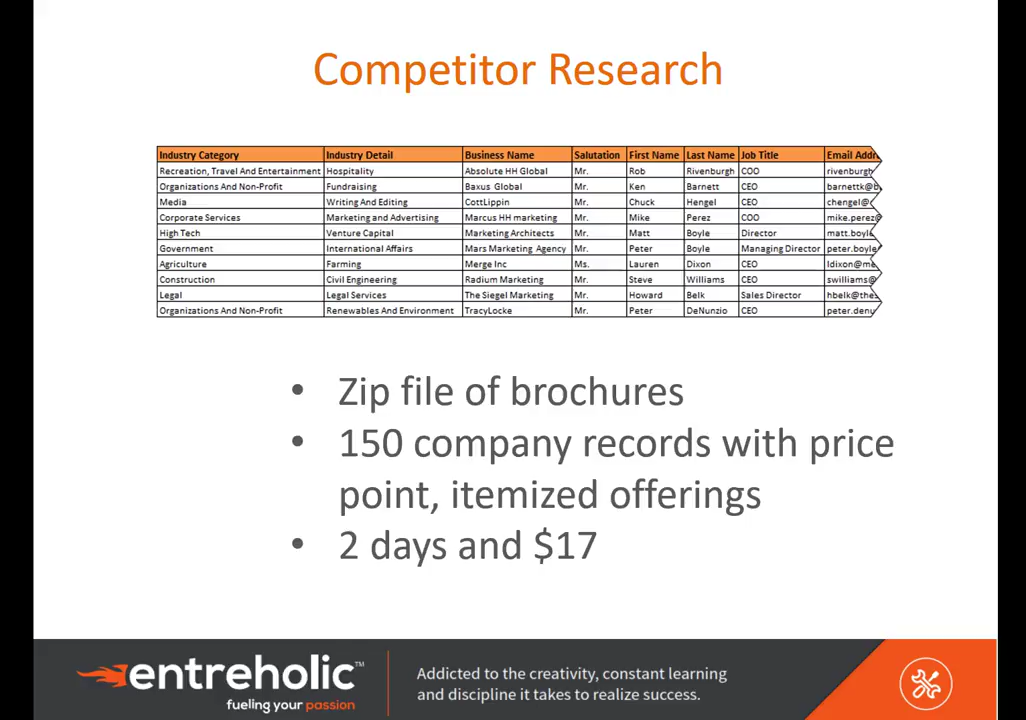 Competitor Research
Industry Category Industry Detail Business Name Salutation First Name Last Name Job Title Email
Recreation, Travel And Entertainment Hospitality Absolute HH Global Mr. Rob Rivenburgh COO
Organizations And Non-Profit Fundraising Baxus Global Mr. Ken Barnett CEO
Media Writing And Editing CottLippin Mr. Chuck Hengel CEO
Corporate Services Marketing and Advertising Marcus HH marketing Mr. Mike Perez COO
High Tech Venture Capital Marketing Architects Mr. Matt Boyle Director
Government International Affairs Mars Marketing Agency Mr. Peter Boyle Managing Director
Agriculture Farming Merge Inc Ms. Lauren Dixon CEO
Construction Civil Engineering Radium Marketing Mr. Steve Williams CEO
Legal Legal Services The Siegel Marketing Mr. Howard Belk Sales Director
Organizations And Non-Profit Renewables And Environment TracyLocke Mr. Peter DeNunzio CEO
• Zip file of brochures
• 150 company records with price
point, itemized offerings
• 2 days and $17
entreholic™
fueling your passion
Addicted to the creativity, constant learning
and discipline it takes to realize success.